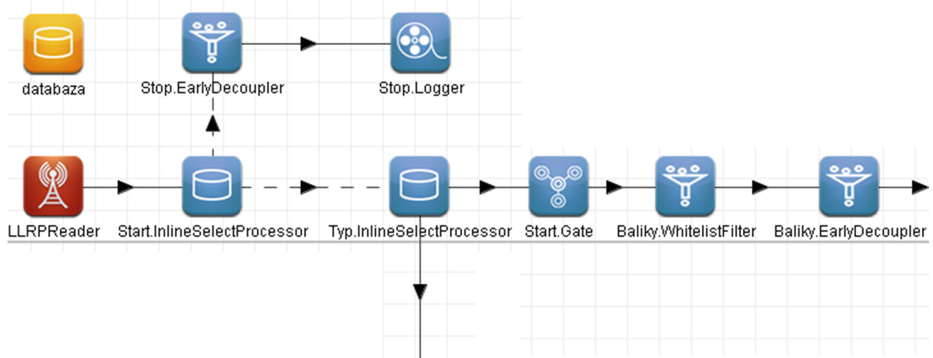 databaza
Stop.EarlyDecoupler
Stop.Logger
LLRPReader
Start.InlineSelectProcessor
Typ.InlineSelectProcessor
Start.Gate
Baliky.WhitelistFilter
Baliky.EarlyDecoupler